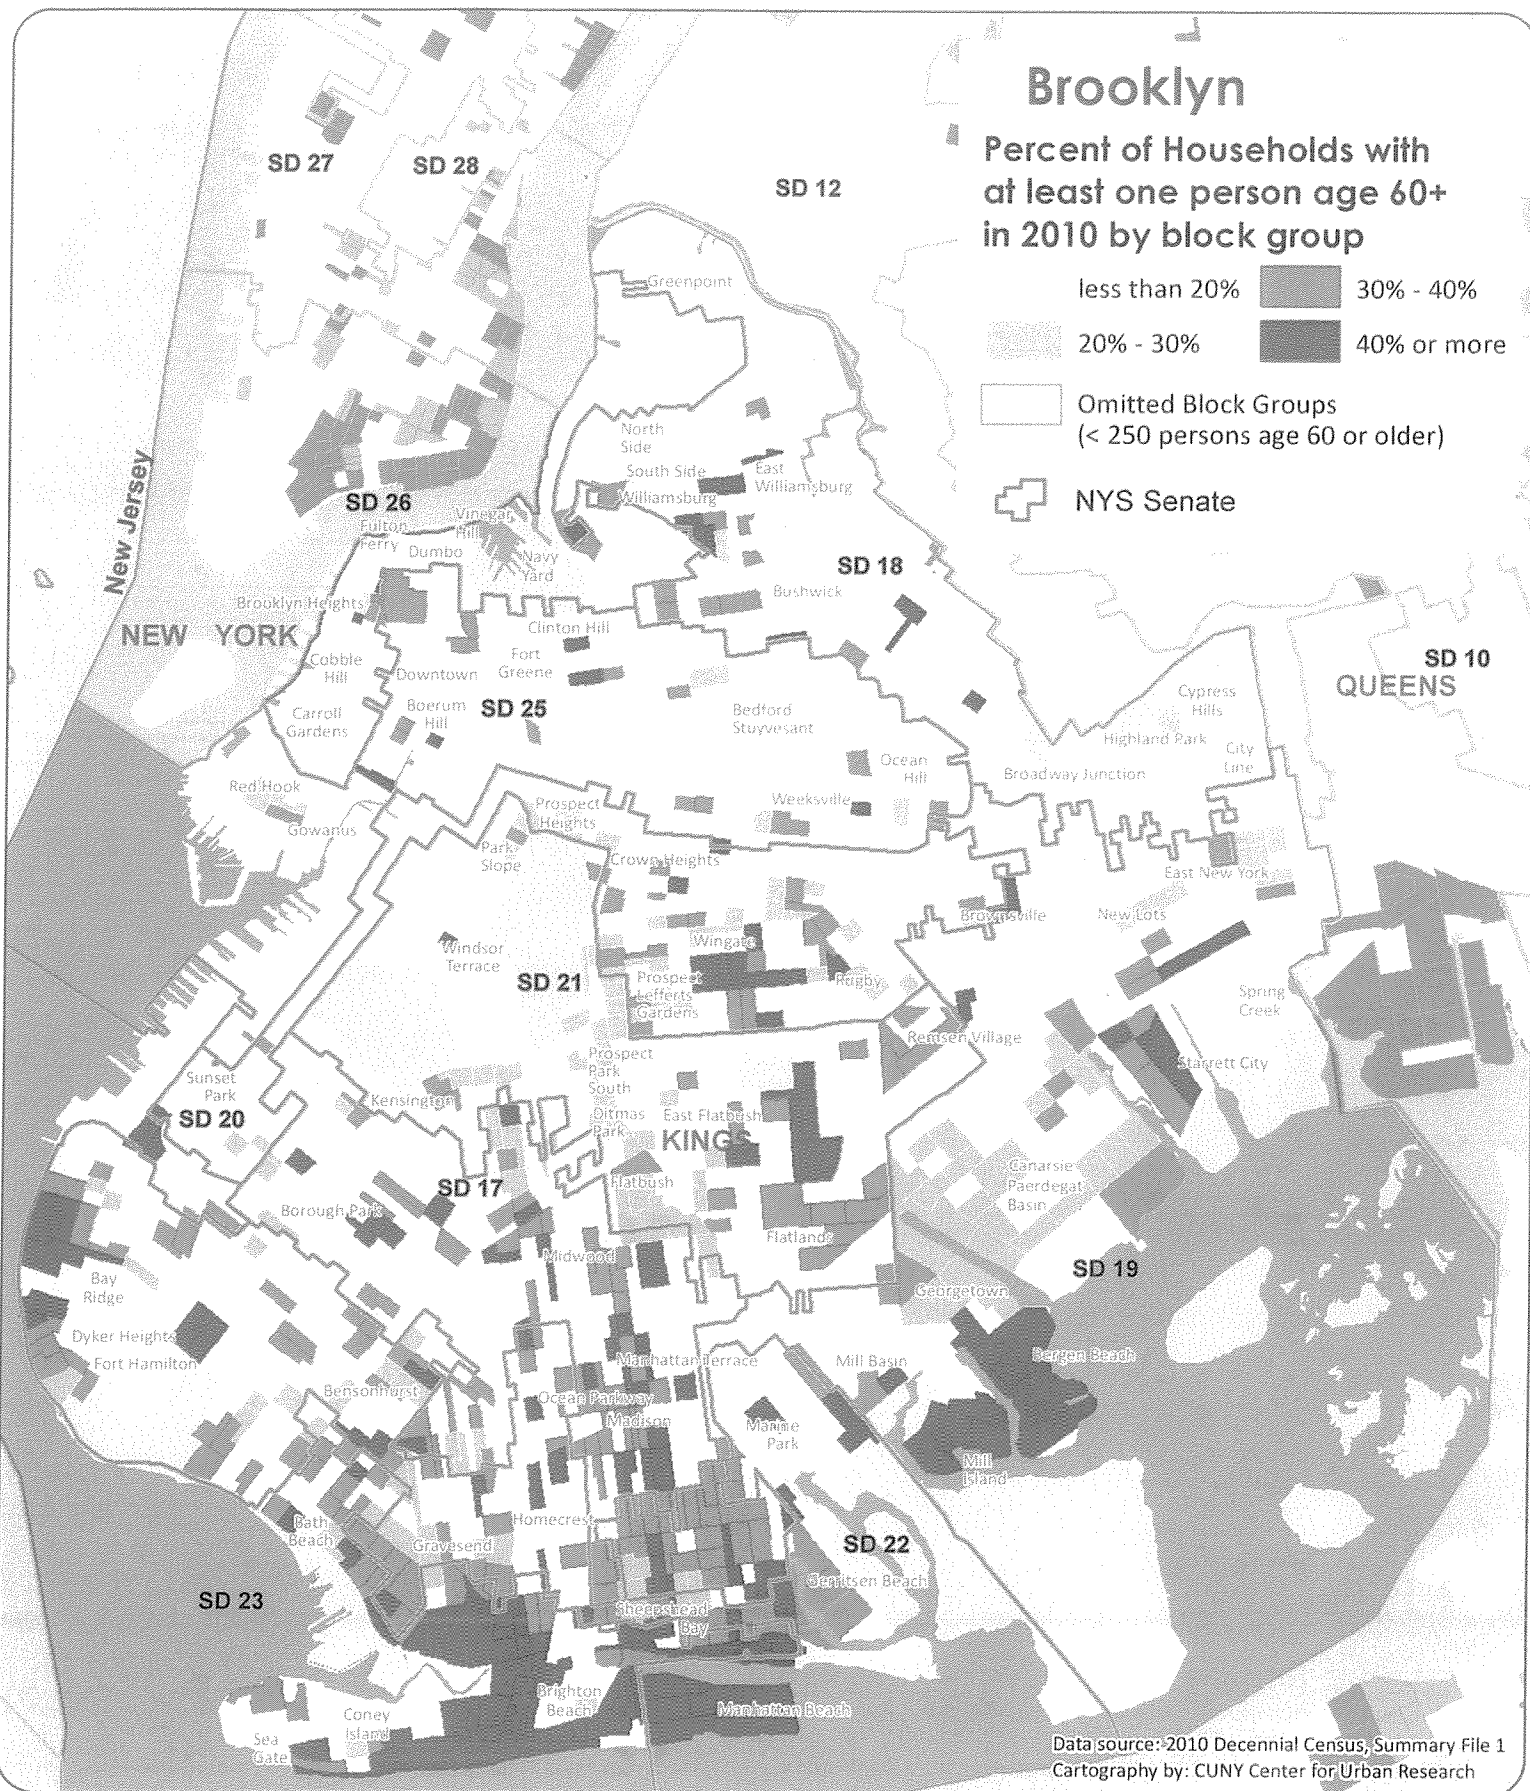 Brooklyn
Percent of Households with
at least one person age 60+
in 2010 by block group
less than 20%
30% - 40%
20% - 30%
40% or more
Omitted Block Groups
(< 250 persons age 60 or older)
NYS Senate
SD 27
SD 28
SD 12
Greenpoint
North
Side
South Side
Williamsburg
East
Williamsburg
New Jersey
SD 26
Fulton
Ferry
Vinegar
Hill
Dumbo
Navy
Yard
SD 18
Bushwick
Brooklyn Heights
NEW YORK
Clinton Hill
Cobble
Hill
Downtown
Fort
Greene
SD 10
QUEENS
Carroll
Gardens
Boerum
Hill
SD 25
Bedford
Stuyvesant
Cypress
Hills
Highland Park
City
Line
Ocean
Hill
Broadway Junction
Red Hook
Gowanus
Prospect
Heights
Weeksville
Park
Slope
Crown Heights
East New York
Brownsville
New Lots
Windsor
Terrace
Wingate
SD 21
Prospect
Lefferts
Gardens
Rugby
Spring
Creek
Remsen Village
Starrett City
Sunset
Park
SD 20
Kensington
Prospect
Park
South
Ditmas
Park
East Flatbush
KINGS
SD 17
Flatbush
Canarsie
Paerdegat
Basin
Borough Park
Flatlands
Midwood
SD 19
Bay
Ridge
Georgetown
Dyker Heights
Fort Hamilton
Manhattan Terrace
Mill Basin
Bergen Beach
Bensonhurst
Ocean Parkway
Madison
Marine
Park
Mill
Island
Bath
Beach
Homecrest
Gravesend
SD 22
SD 23
Gerritsen Beach
Sheepshead
Bay
Brighton
Beach
Manhattan Beach
Coney
Island
Sea
Gate
Data source: 2010 Decennial Census, Summary File 1
Cartography by: CUNY Center for Urban Research